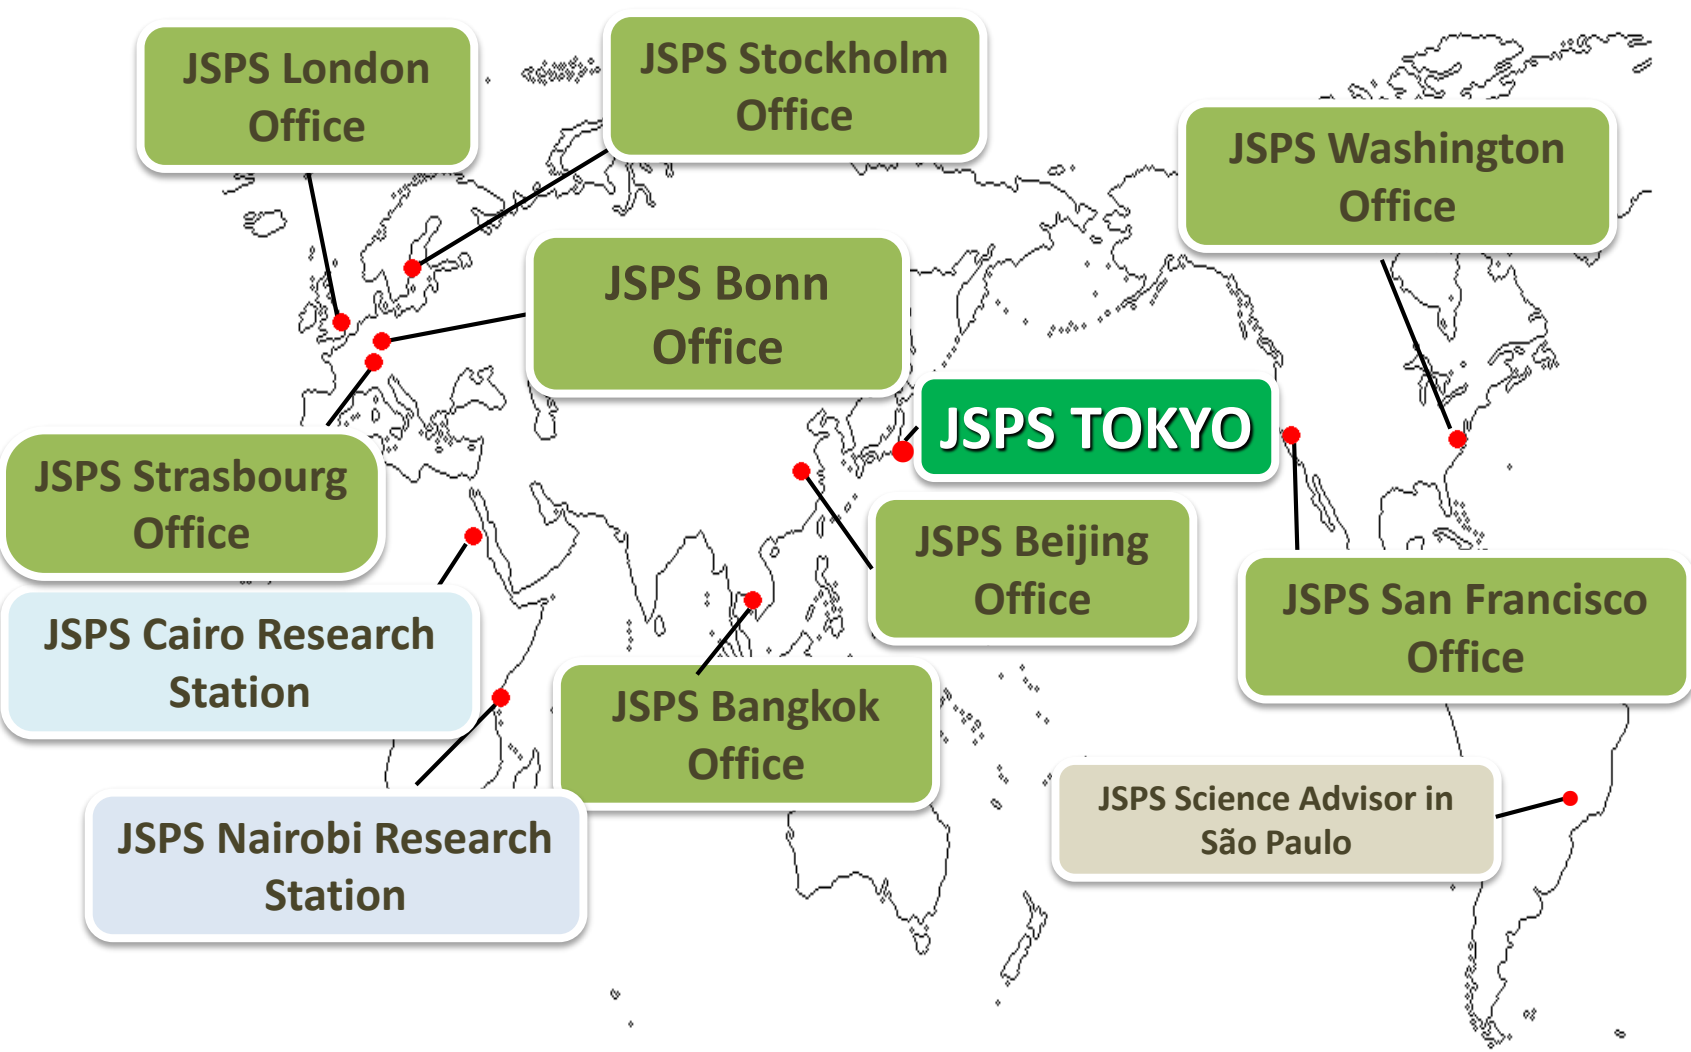 JSPS London
Office
JSPS Stockholm
Office
JSPS Washington
Office
JSPS Bonn
Office
JSPS TOKYO
JSPS Strasbourg
Office
JSPS Beijing
Office
JSPS San Francisco
Office
JSPS Cairo Research
Station
JSPS Bangkok
Office
JSPS Science Advisor in
São Paulo
JSPS Nairobi Research
Station